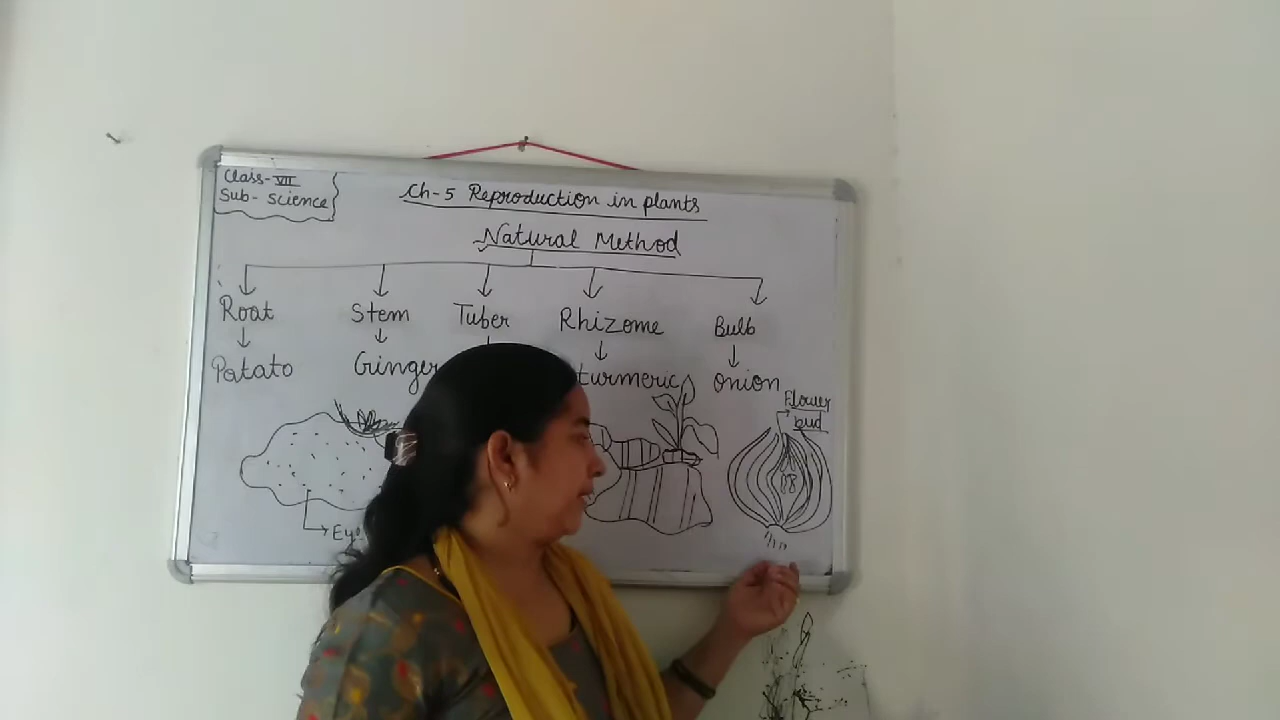 Class-VII
Sub- Science
Ch-5 Reproduction in plants
Natural Method
Root Stem Tuber Rhizome Bulb
Potato Ginger turmeric onion
Flower
bud